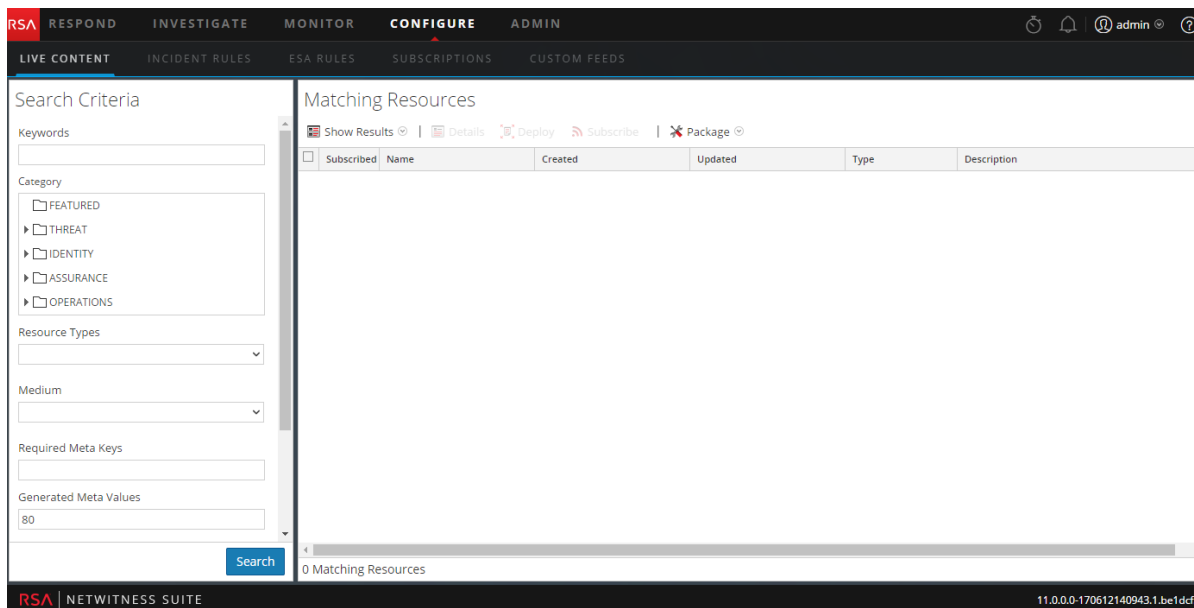 RSA RESPOND INVESTIGATE MONITOR CONFIGURE ADMIN admin
LIVE CONTENT INCIDENT RULES ESA RULES SUBSCRIPTIONS CUSTOM FEEDS
Search Criteria
Keywords
Category
FEATURED
THREAT
IDENTITY
ASSURANCE
OPERATIONS
Resource Types
Medium
Required Meta Keys
Generated Meta Values
80
Search
Matching Resources
Show Results | Details Deploy Subscribe | Package
Subscribed Name Created Updated Type Description
0 Matching Resources
RSA | NETWITNESS SUITE
11.0.0.0-170612140943.1.be1dcf